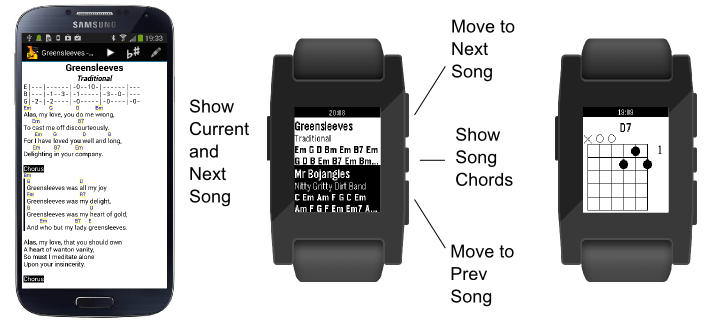 SAMSUNG
19:33
Greensleeves -...
Greensleeves
Traditional
E|---|------|-0--10-|------|---
B|---1--3---|-1-----|-3--0-|---
G|-2-|-2----|-0-----|-0----|-0-
Em G D Bm
Alas, my love, you do me wrong,
Em B7
To cast me off discourteously.
Em G D B
For I have loved you well and long,
Em B7 Em
Delighting in your company.
Chorus
G D
Greensleeves was all my joy
Em B7
Greensleeves was my delight,
G D
Greensleeves was my heart of gold,
Em B7 E
And who but my lady greensleeves.
Alas, my love, that you should own
A heart of wanton vanity,
So must I meditate alone
Upon your insincerity.
Chorus
Show
Current
and
Next
Song
20:08
Greensleeves
Traditional
Em G D Bm Em B7 Em
G D B Em B7 Em Bm...
Mr Bojangles
Nitty Gritty Dirt Band
C Em Am F G C Em
Am F G F Em Em7 A...
Move to
Next
Song
Show
Song
Chords
Move to
Prev
Song
19:09
D7
X O O
1